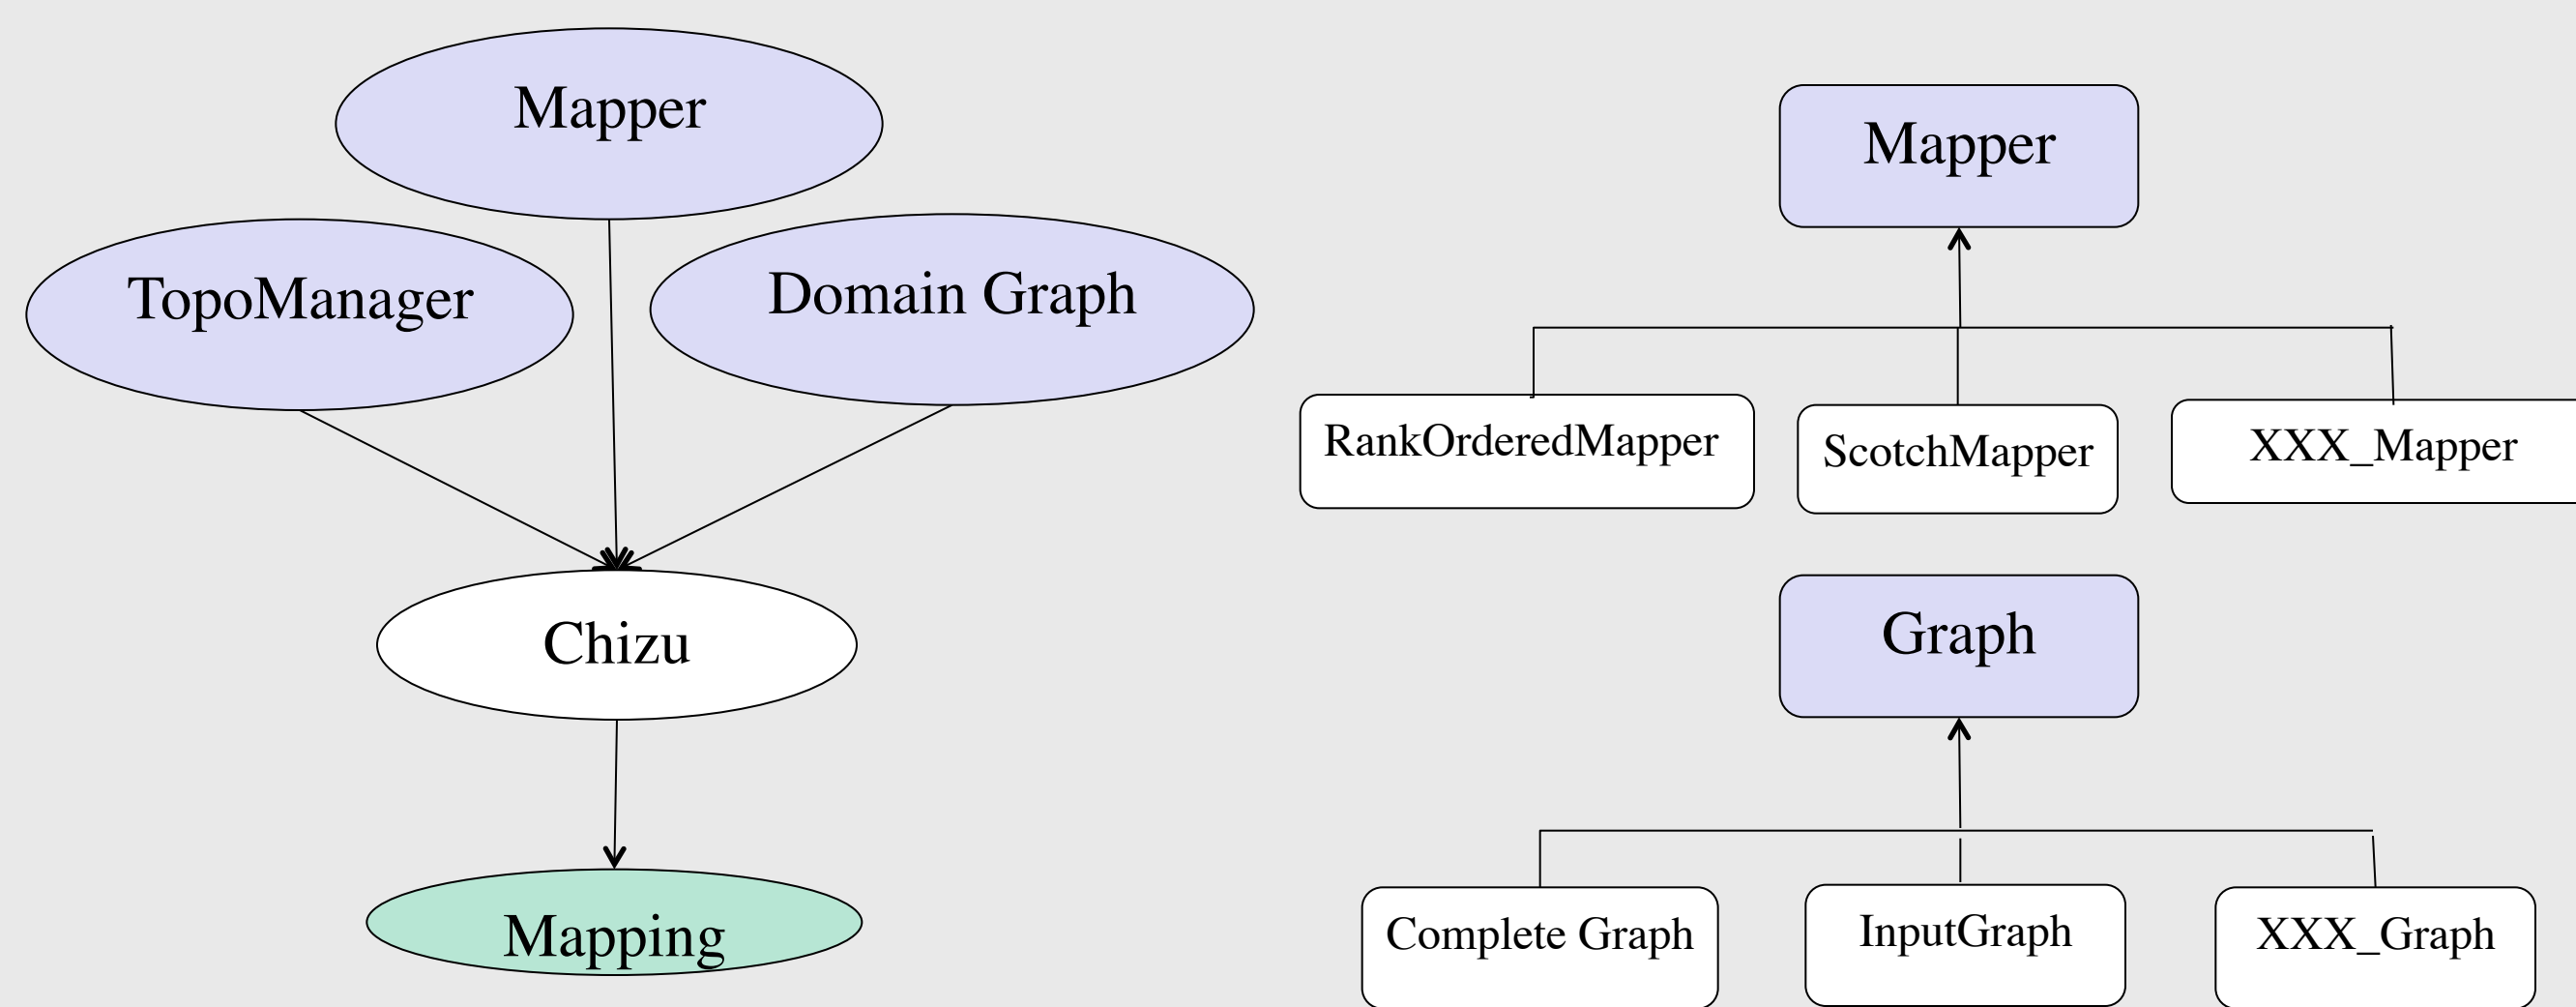 Mapper
TopoManager
Domain Graph
Chizu
Mapping
Mapper
RankOrderedMapper
ScotchMapper
XXX_Mapper
Graph
Complete Graph
InputGraph
XXX_Graph